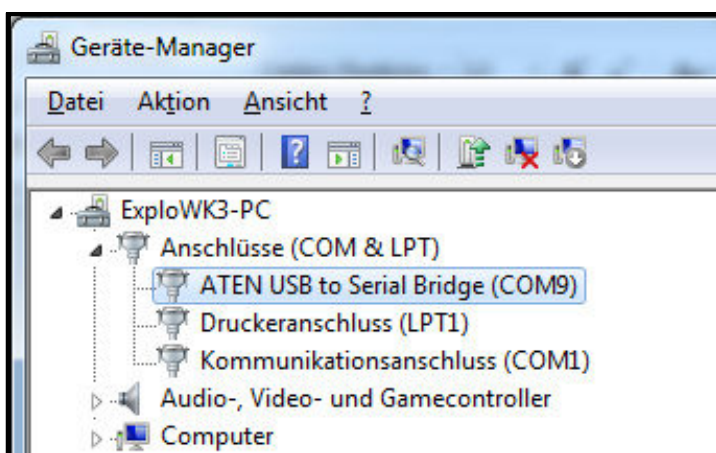 Geräte-Manager
Datei Aktion Ansicht ?
ExploWK3-PC
Anschlüsse (COM & LPT)
ATEN USB to Serial Bridge (COM9)
Druckeranschluss (LPT1)
Kommunikationsanschluss (COM1)
Audio-, Video- und Gamecontroller
Computer